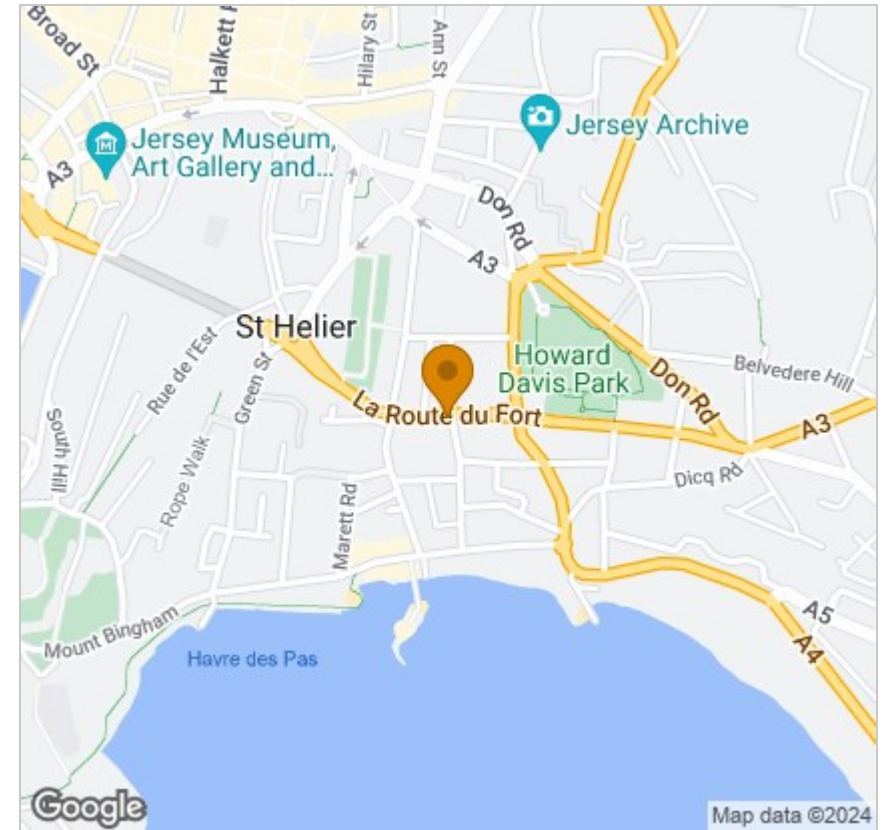 Broad St
Halkett P
Hilary St
Ann St
Jersey Museum,
Art Gallery and...
A3
Jersey Archive
Don Rd
A3
St Helier
Rue de l'Est
Green St
Howard
Davis Park
Belvedere Hill
Don Rd
La Route du Fort
A3
South Hill
Rope Walk
Marett Rd
Dicq Rd
Mount Bingham
Havre des Pas
A5
A4
Google
Map data ©2024